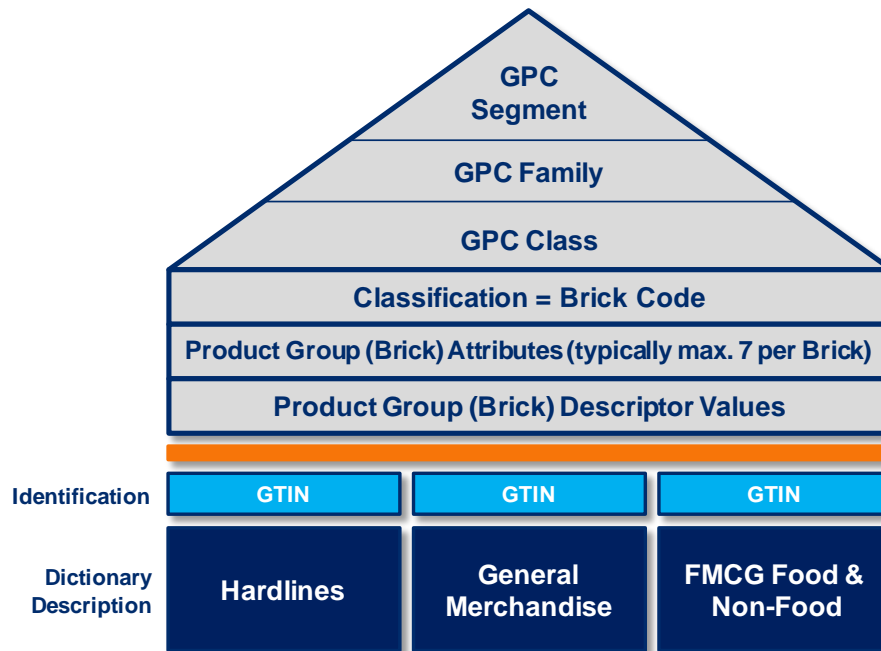 GPC
Segment
GPC Family
GPC Class
Classification = Brick Code
Product Group (Brick) Attributes (typically max. 7 per Brick)
Product Group (Brick) Descriptor Values
Identification
GTIN
GTIN
GTIN
Dictionary
Description
Hardlines
General
Merchandise
FMCG Food &
Non-Food